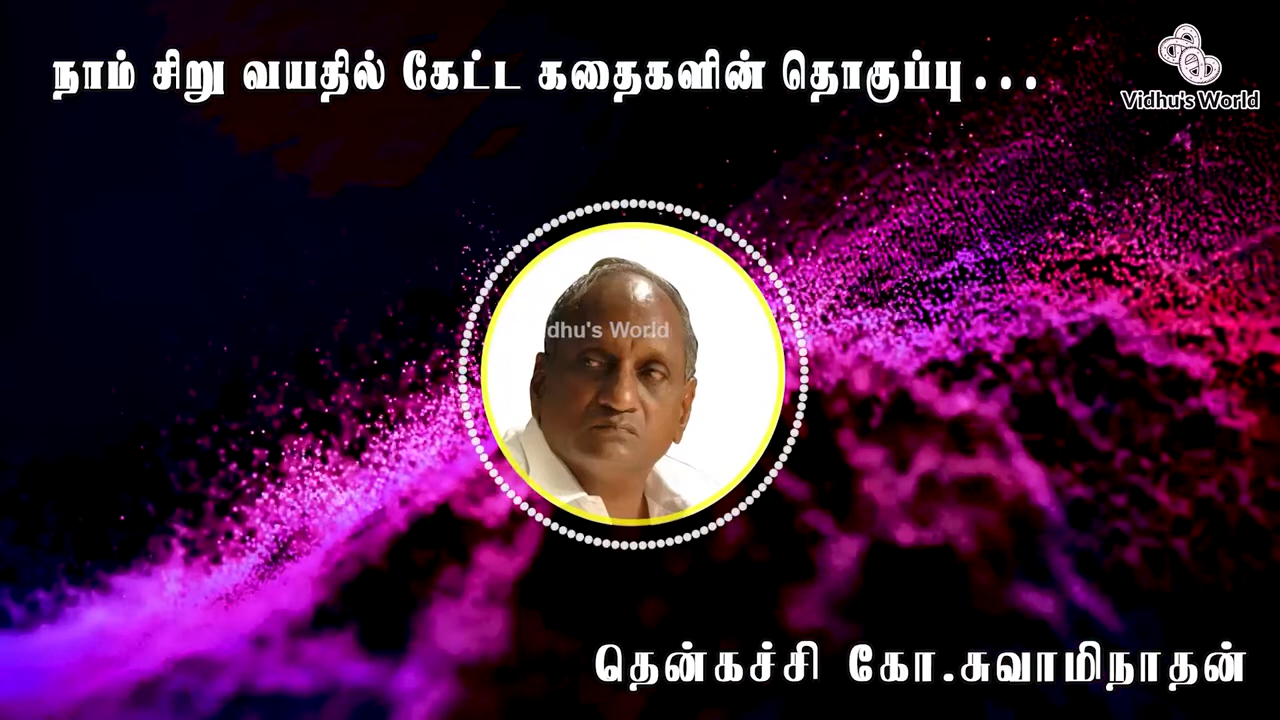 நாம் சிறு வயதில் கேட்ட கதைகளின் தொகுப்பு . . .
Vidhu's World
dhu's World
தென்கச்சி கோ.சுவாமிநாதன்